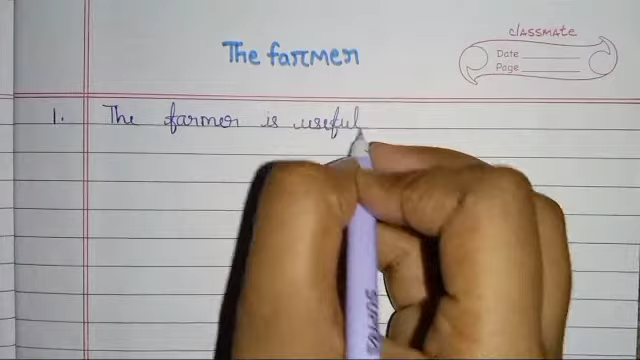 classmate
Date
Page
The farmer
1. The farmer is useful